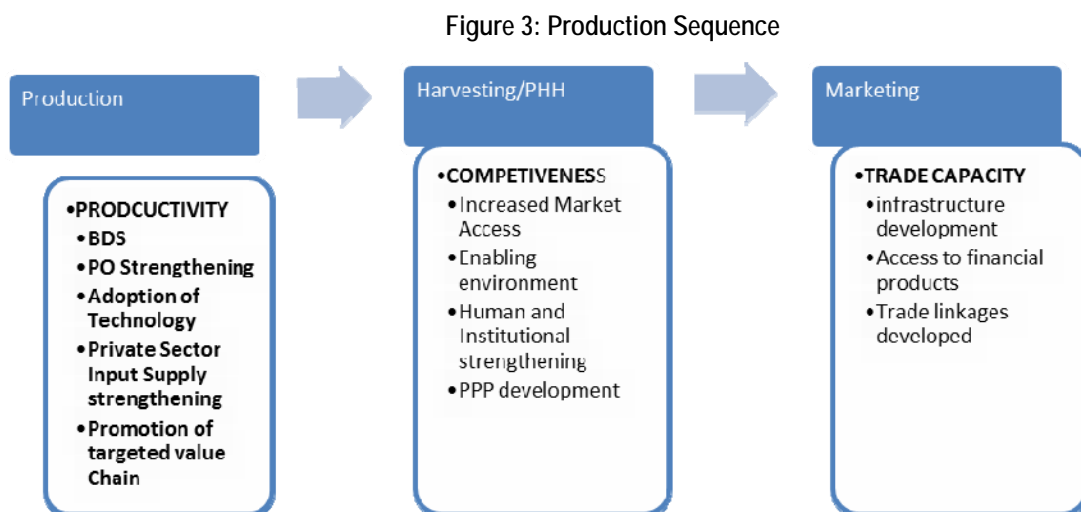 Figure 3: Production Sequence
Production
•PRODCUCTIVITY
•BDS
•PO Strengthening
•Adoption of
Technology
•Private Sector
Input Supply
strengthening
•Promotion of
targeted value
Chain
Harvesting/PHH
•COMPETIVENESS
•Increased Market
Access
•Enabling
environment
•Human and
Institutional
strengthening
•PPP development
Marketing
•TRADE CAPACITY
•infrastructure
development
•Access to financial
products
•Trade linkages
developed